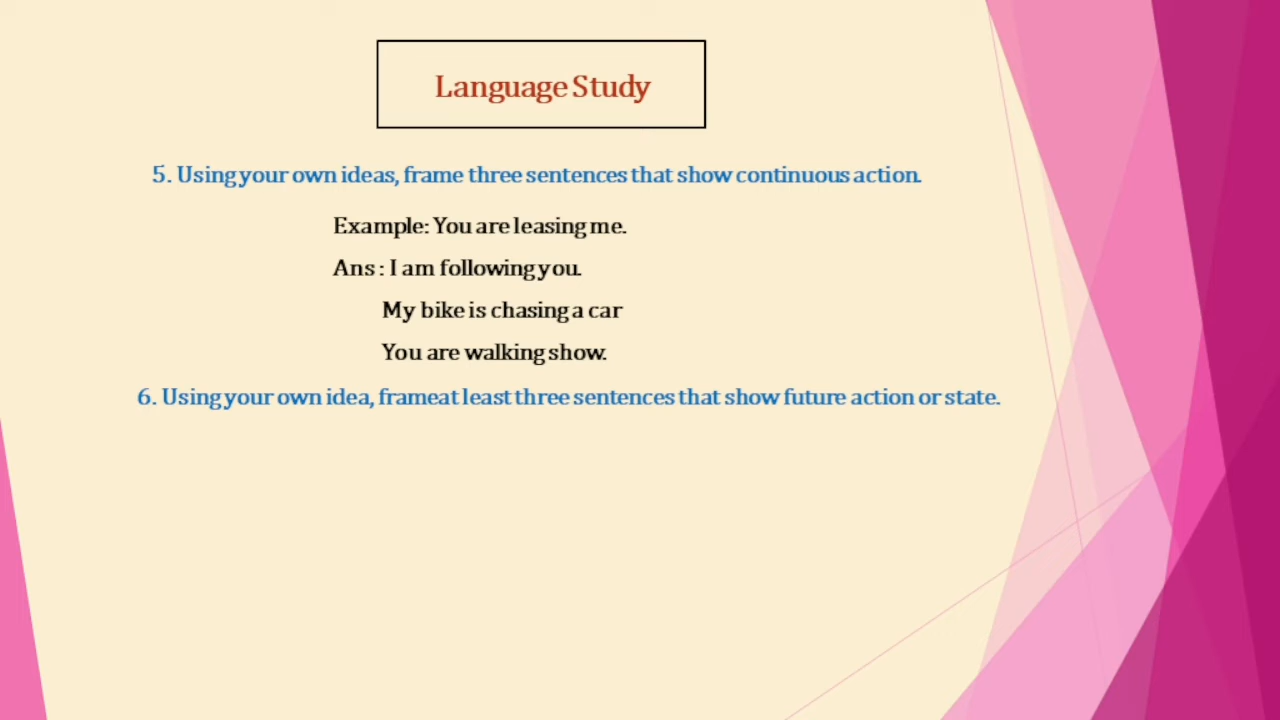 Language Study
5. Using your own ideas, frame three sentences that show continuous action.
Example: You are leasing me.
Ans : I am following you.
My bike is chasing a car
You are walking show.
6. Using your own idea, frameat least three sentences that show future action or state.